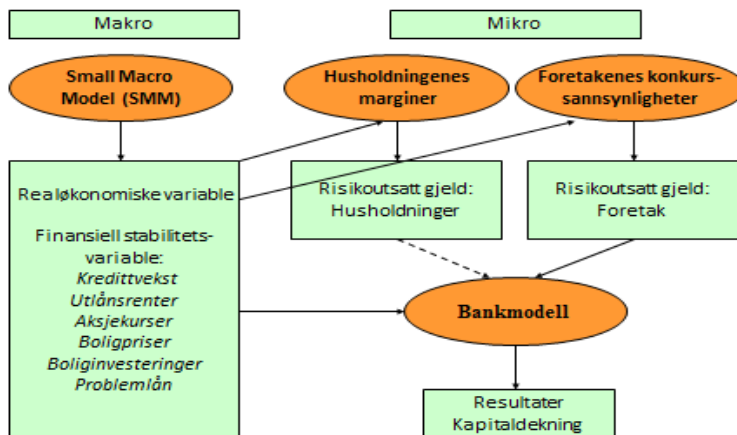 Makro
Mikro
Small Macro
Model (SMM)
Husholdningenes
marginer
Foretakenes konkurs-
sannsynligheter
Realøkonomiske variable
Finansiell stabilitets-
variable:
Kredittvekst
Utlånsrenter
Aksjekurser
Boligpriser
Boliginvesteringer
Problemlån
Risikoutsatt gjeld:
Husholdninger
Risikoutsatt gjeld:
Foretak
Bankmodell
Resultater
Kapitaldekning